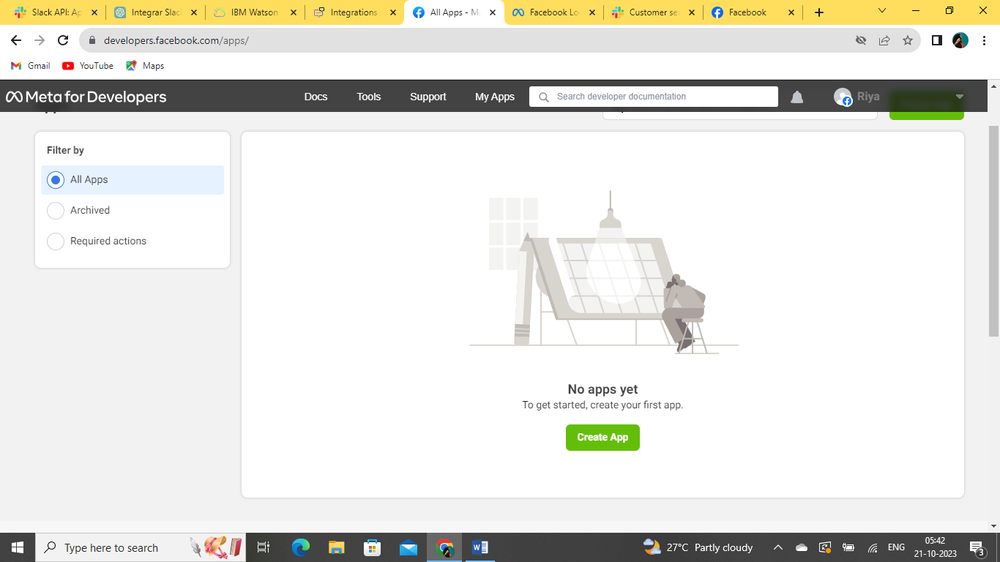 Slack API: Ap
Integrar Slac
IBM Watson
Integrations
All Apps - M
Facebook Lo
Customer se
Facebook
developers.facebook.com/apps/
Gmail
YouTube
Maps
Meta for Developers
Docs
Tools
Support
My Apps
Search developer documentation
Riya
Filter by
All Apps
Archived
Required actions
No apps yet
To get started, create your first app.
Create App
Type here to search
27°C Partly cloudy
ENG
05:42
21-10-2023
3